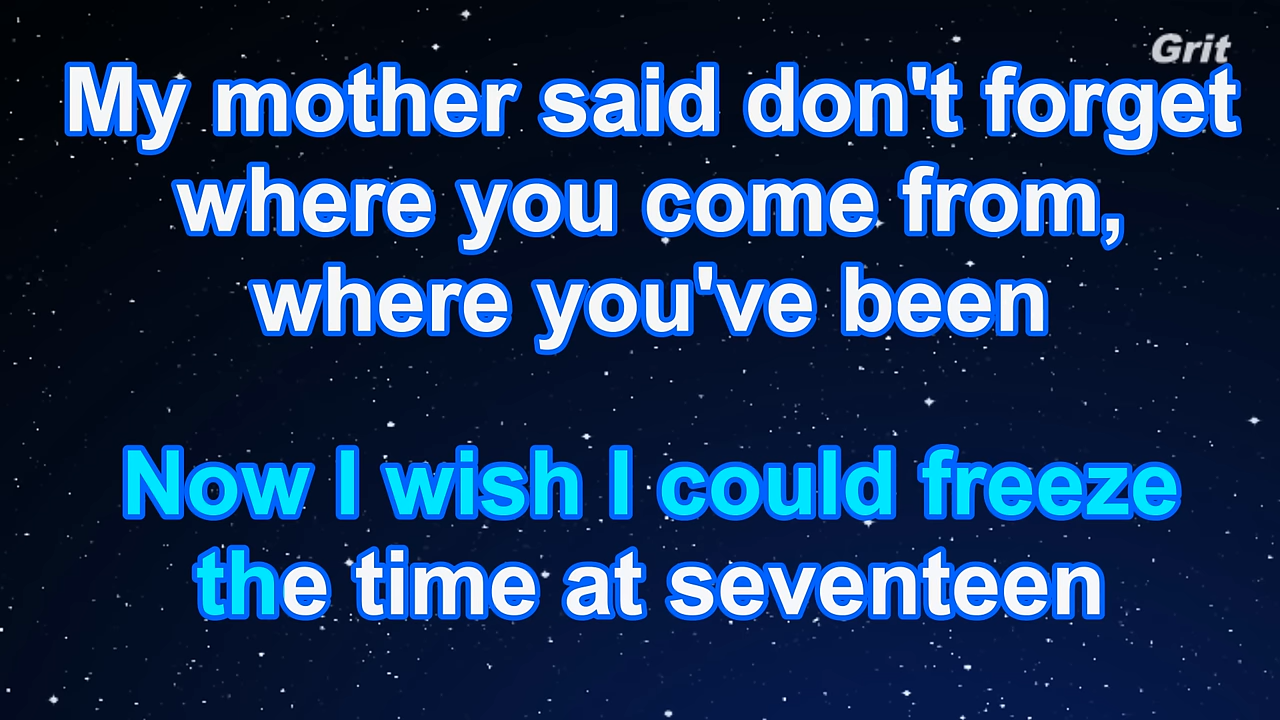 Grit
My mother said don't forget
where you come from,
where you've been
Now I wish I could freeze
the time at seventeen